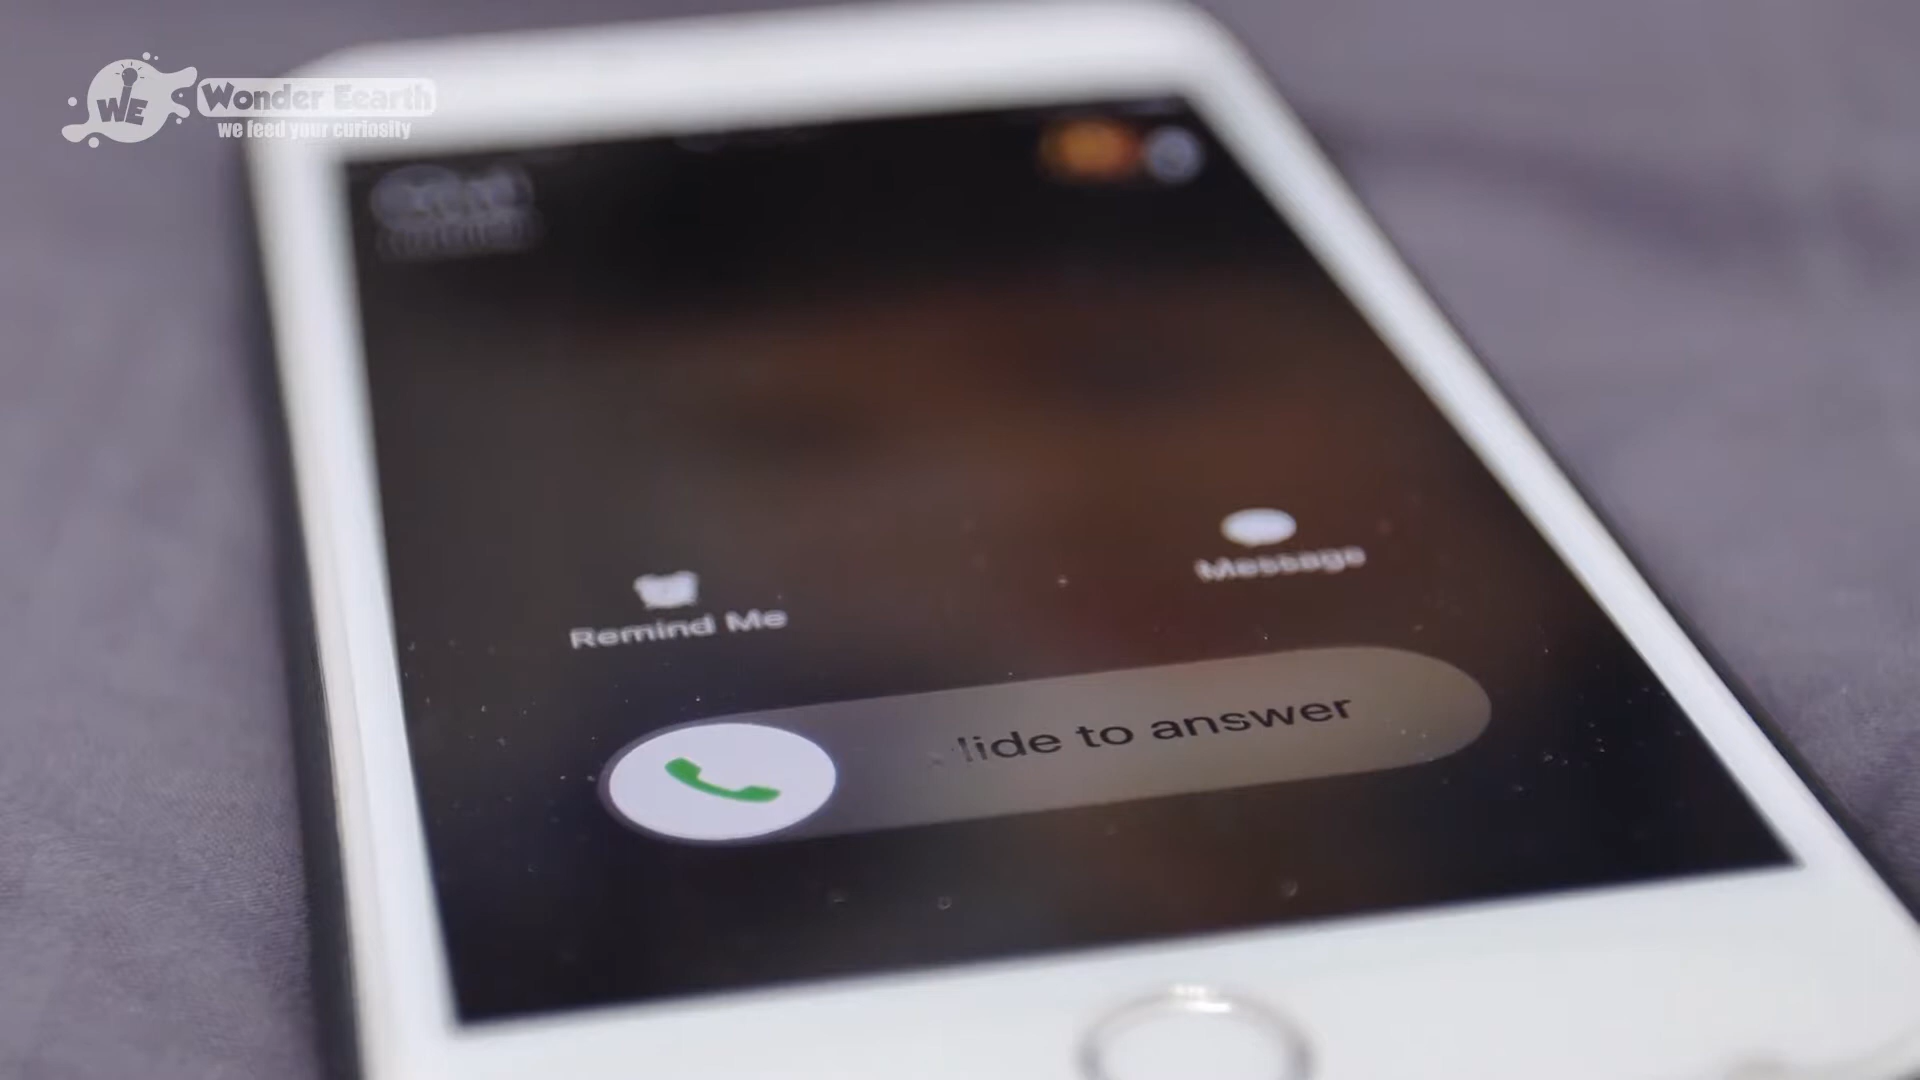 WE
Wonder Eearth
we feed your curiosity
Remind Me
Message
lide to answer